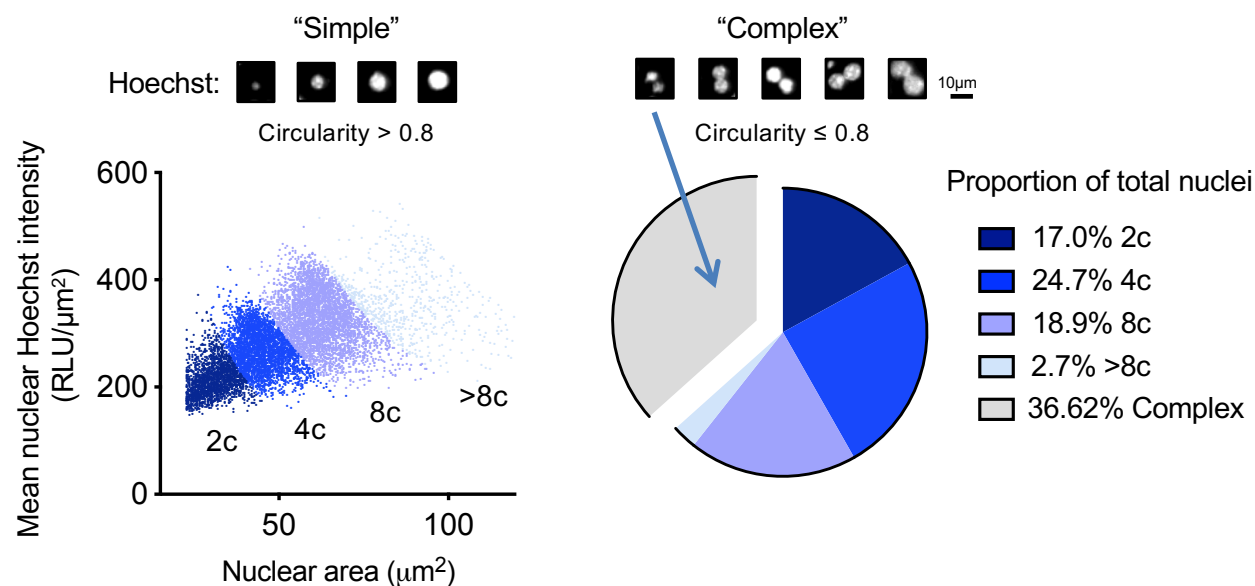 “Simple”
“Complex”
Hoechst:
10μm
Circularity > 0.8
Circularity ≤ 0.8
Mean nuclear Hoechst intensity
(RLU/μm²)
600
400
200
0
2c
4c
8c
>8c
50
100
Nuclear area (μm²)
Proportion of total nuclei
17.0% 2c
24.7% 4c
18.9% 8c
2.7% >8c
36.62% Complex